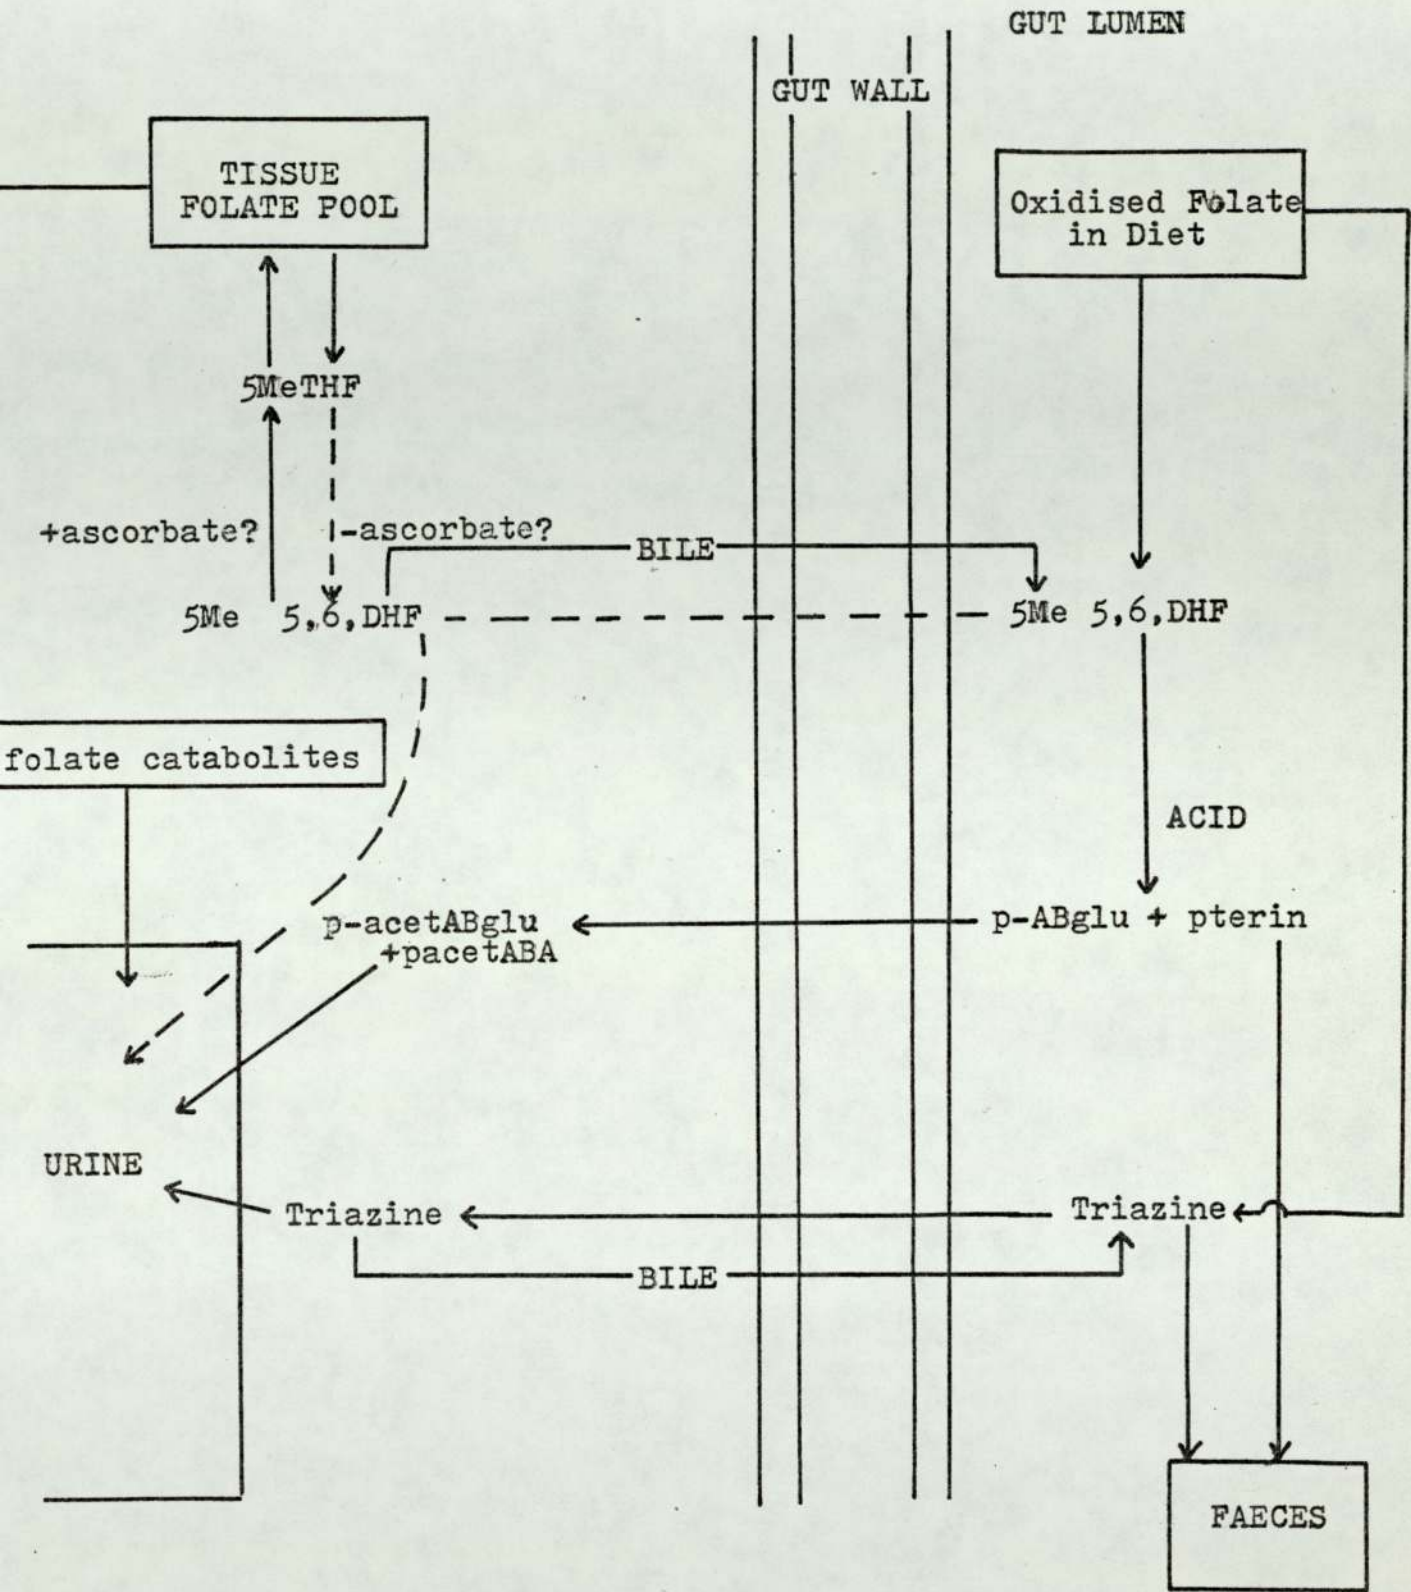 GUT LUMEN
GUT WALL
TISSUE
FOLATE POOL
Oxidised Folate
in Diet
5MeTHF
+ascorbate?
-ascorbate?
BILE
5Me 5,6,DHF
5Me 5,6,DHF
folate catabolites
ACID
p-acetABglu
+pacetABA
p-ABglu + pterin
URINE
Triazine
Triazine
BILE
FAECES